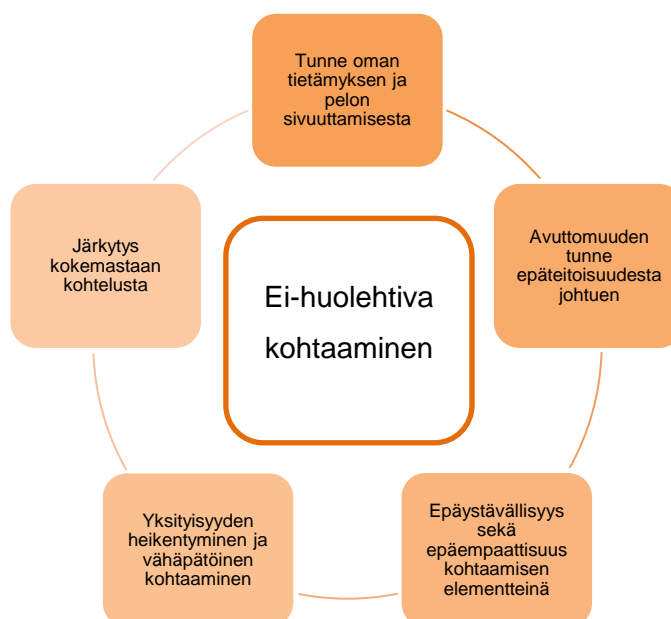 Tunne oman
tietämyksen ja
pelon
sivuuttamisesta
Avuttomuuden
tunne
epäteitoisuudesta
johtuen
Epäystävällisyys
sekä
epäempaattisuus
kohtaamisen
elementteinä
Yksityisyyden
heikentyminen ja
vähäpätöinen
kohtaaminen
Järkytys
kokemastaan
kohtelusta
Ei-huolehtiva
kohtaaminen